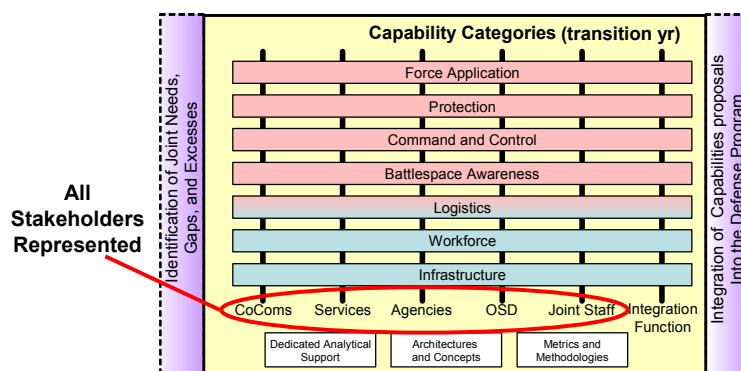 Capability Categories (transition yr)
Identification of Joint Needs,
Gaps, and Excesses
Force Application
Protection
Command and Control
Battlespace Awareness
Logistics
Workforce
Infrastructure
All
Stakeholders
Represented
CoComs
Services
Agencies
OSD
Joint Staff
Integration
Function
Dedicated Analytical
Support
Architectures
and Concepts
Metrics and
Methodologies
Integration of Capabilities proposals
Into the Defense Program